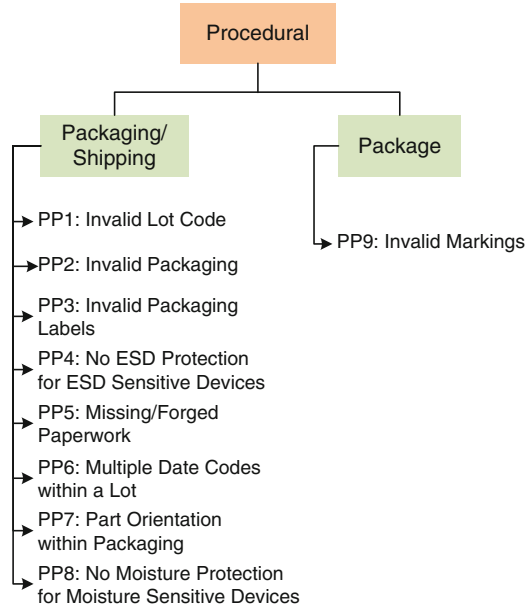 Procedural
Packaging/
Shipping
Package
PP1: Invalid Lot Code
PP2: Invalid Packaging
PP3: Invalid Packaging
Labels
PP4: No ESD Protection
for ESD Sensitive Devices
PP5: Missing/Forged
Paperwork
PP6: Multiple Date Codes
within a Lot
PP7: Part Orientation
within Packaging
PP8: No Moisture Protection
for Moisture Sensitive Devices
PP9: Invalid Markings